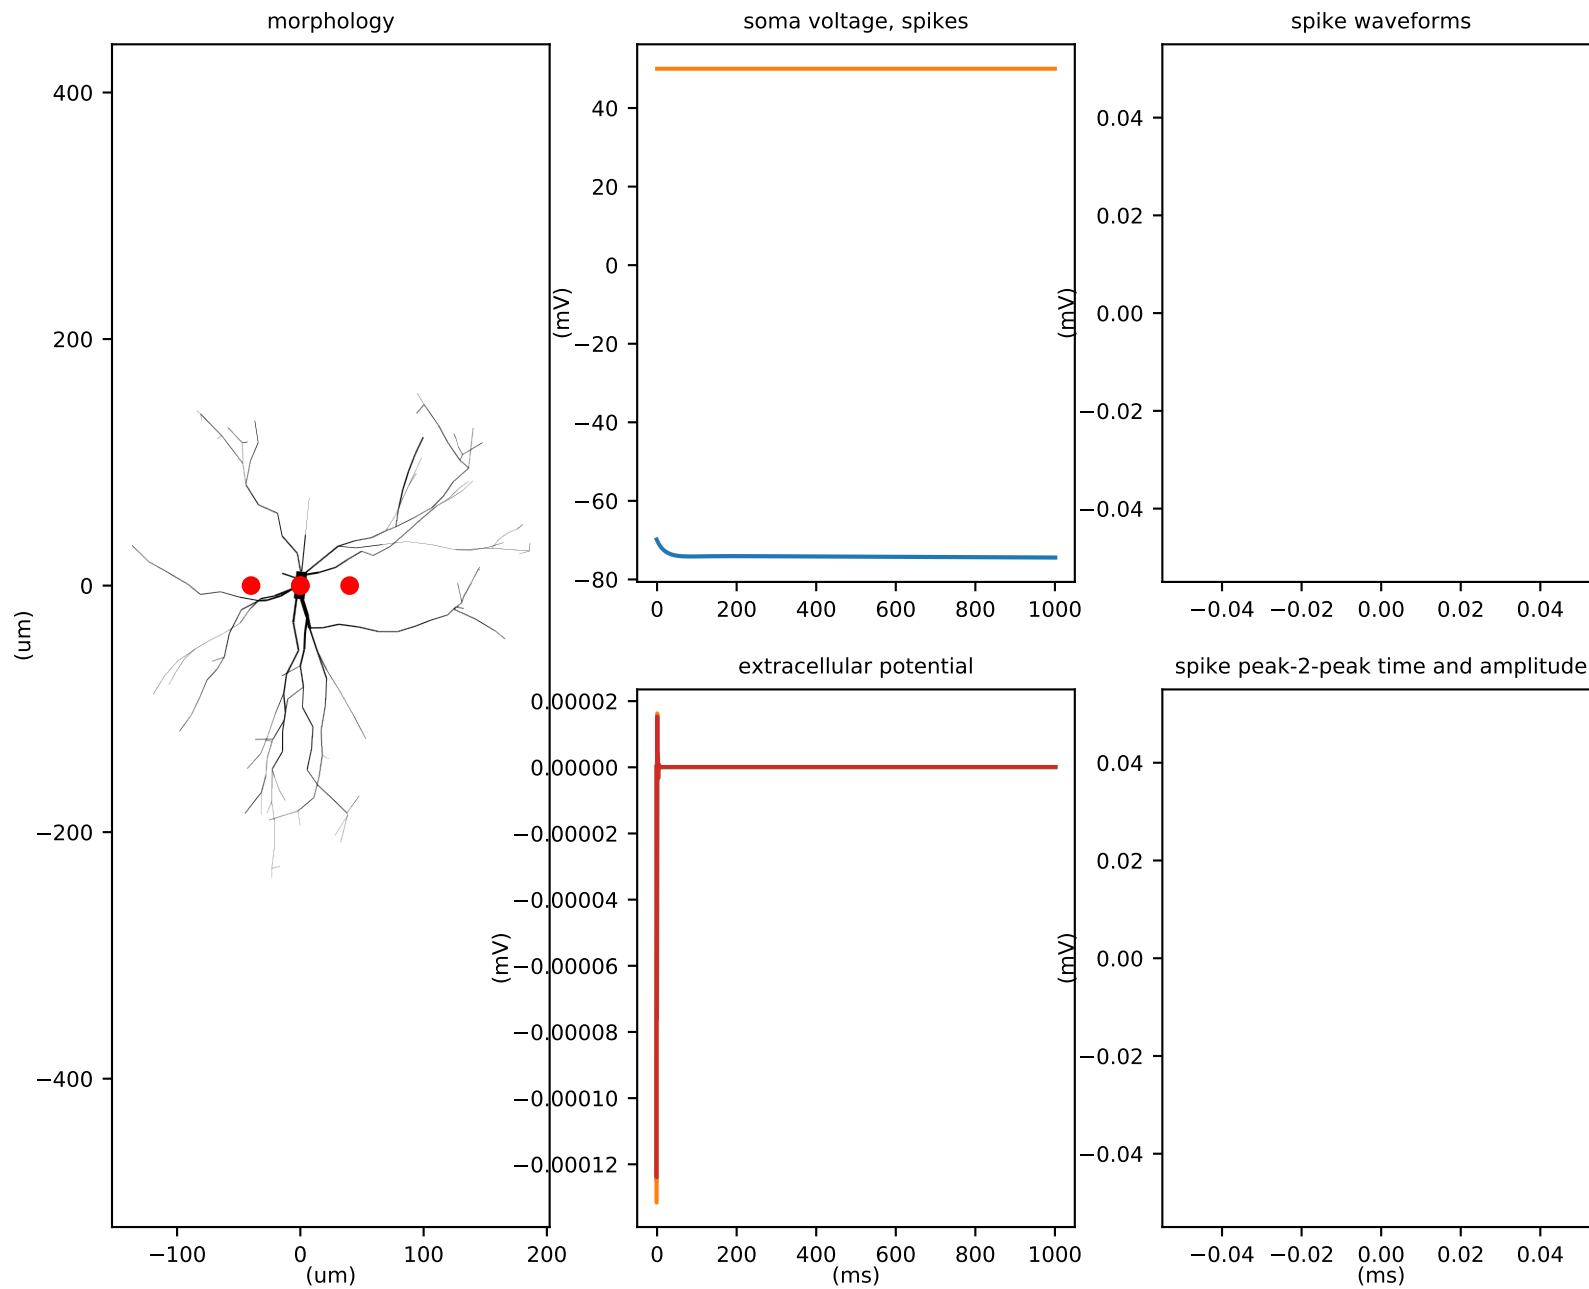 morphology
400
200
0
−200
−400
(um)
−100 0 100 200
(um)
soma voltage, spikes
40
20
0
−20
−40
−60
−80
(mV)
0 200 400 600 800 1000
spike waveforms
0.04
0.02
0.00
−0.02
−0.04
(mV)
−0.04 −0.02 0.00 0.02 0.04
extracellular potential
0.00002
0.00000
−0.00002
−0.00004
−0.00006
−0.00008
−0.00010
−0.00012
(mV)
0 200 400 600 800 1000
(ms)
spike peak-2-peak time and amplitude
0.04
0.02
0.00
−0.02
−0.04
(mV)
−0.04 −0.02 0.00 0.02 0.04
(ms)